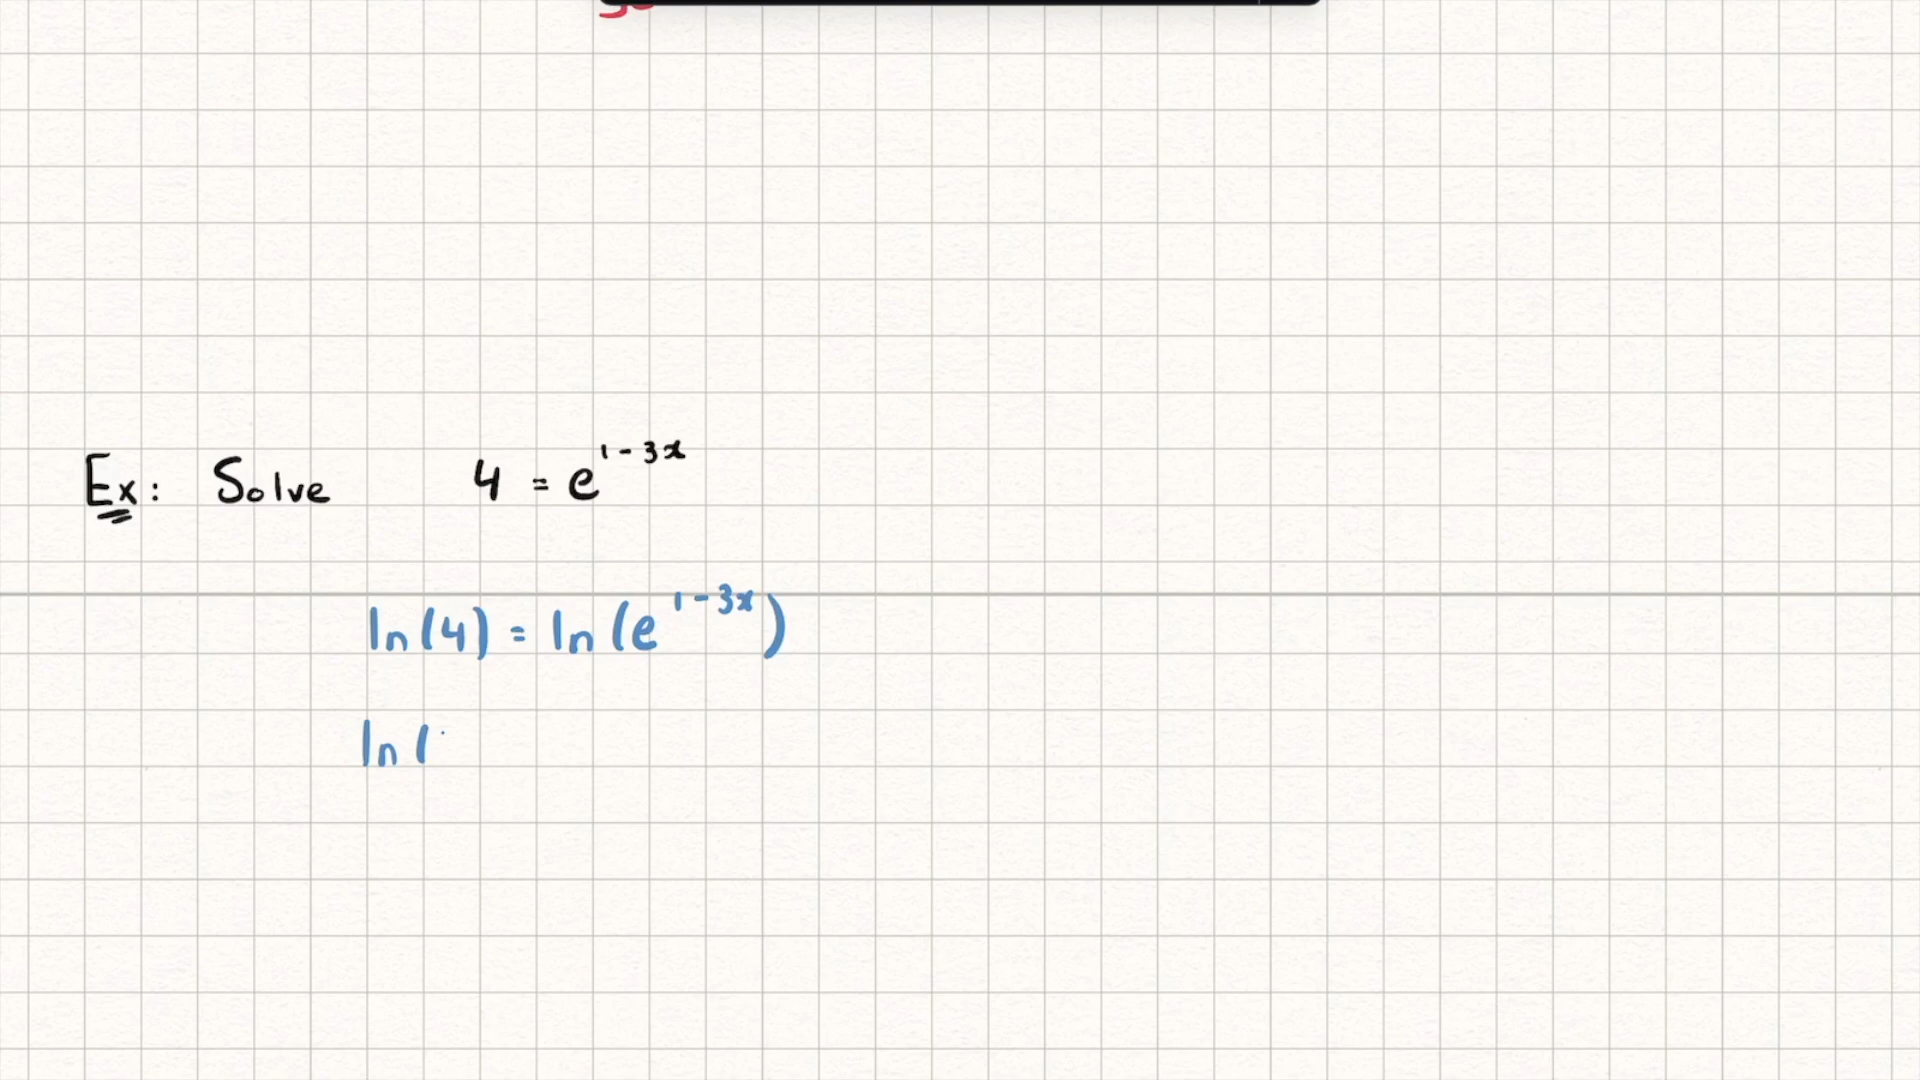 Ex: Solve 4 = e^{1-3x}
ln(4) = ln(e^{1-3x})
ln(